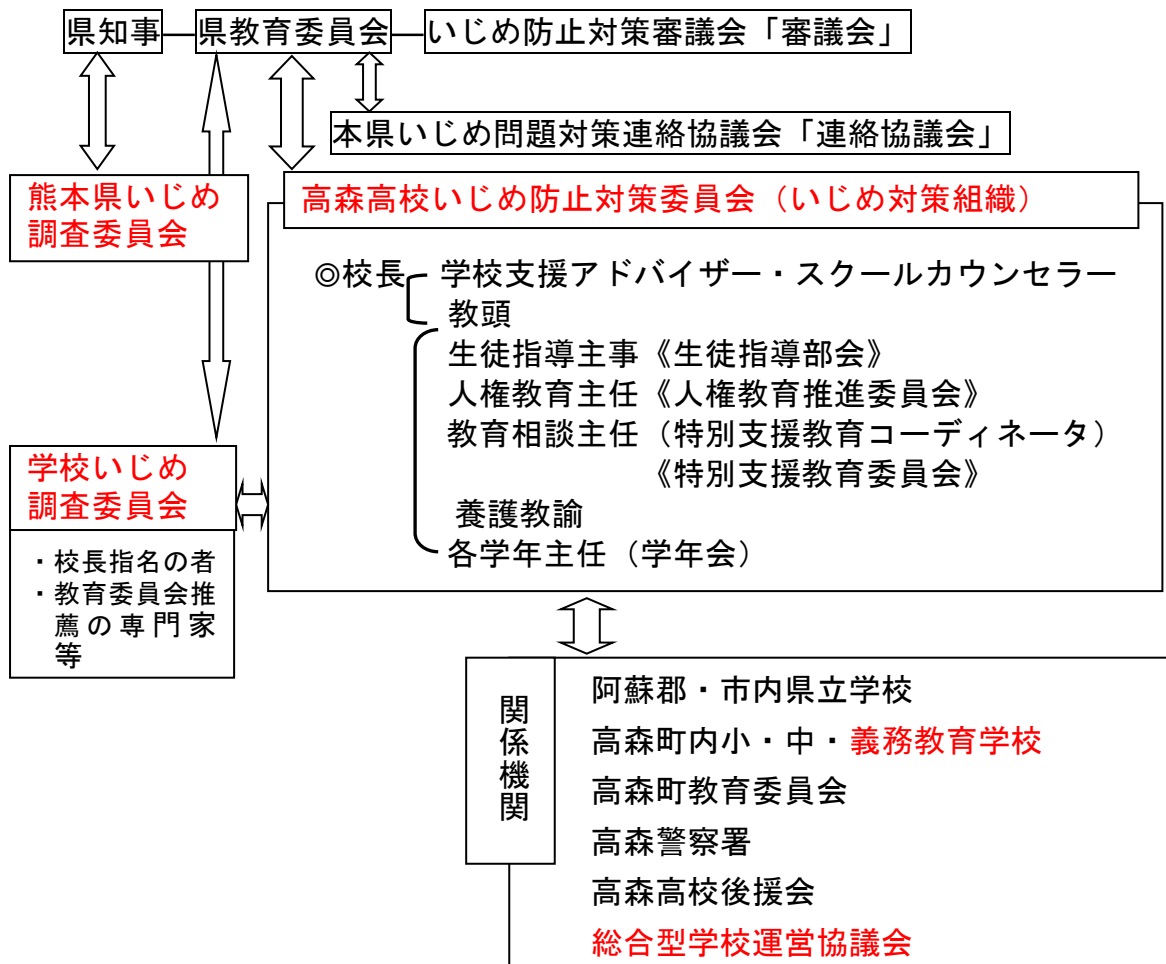 県知事
県教育委員会
いじめ防止対策審議会「審議会」
本県いじめ問題対策連絡協議会「連絡協議会」
熊本県いじめ
調査委員会
高森高校いじめ防止対策委員会（いじめ対策組織）
◎校長
学校支援アドバイザー・スクールカウンセラー
教頭
生徒指導主事《生徒指導部会》
人権教育主任《人権教育推進委員会》
教育相談主任（特別支援教育コーディネータ）
《特別支援教育委員会》
養護教諭
各学年主任（学年会）
学校いじめ
調査委員会
・校長指名の者
・教育委員会推
薦の専門家
等
関係機関
阿蘇郡・市内県立学校
高森町内小・中・義務教育学校
高森町教育委員会
高森警察署
高森高校後援会
総合型学校運営協議会